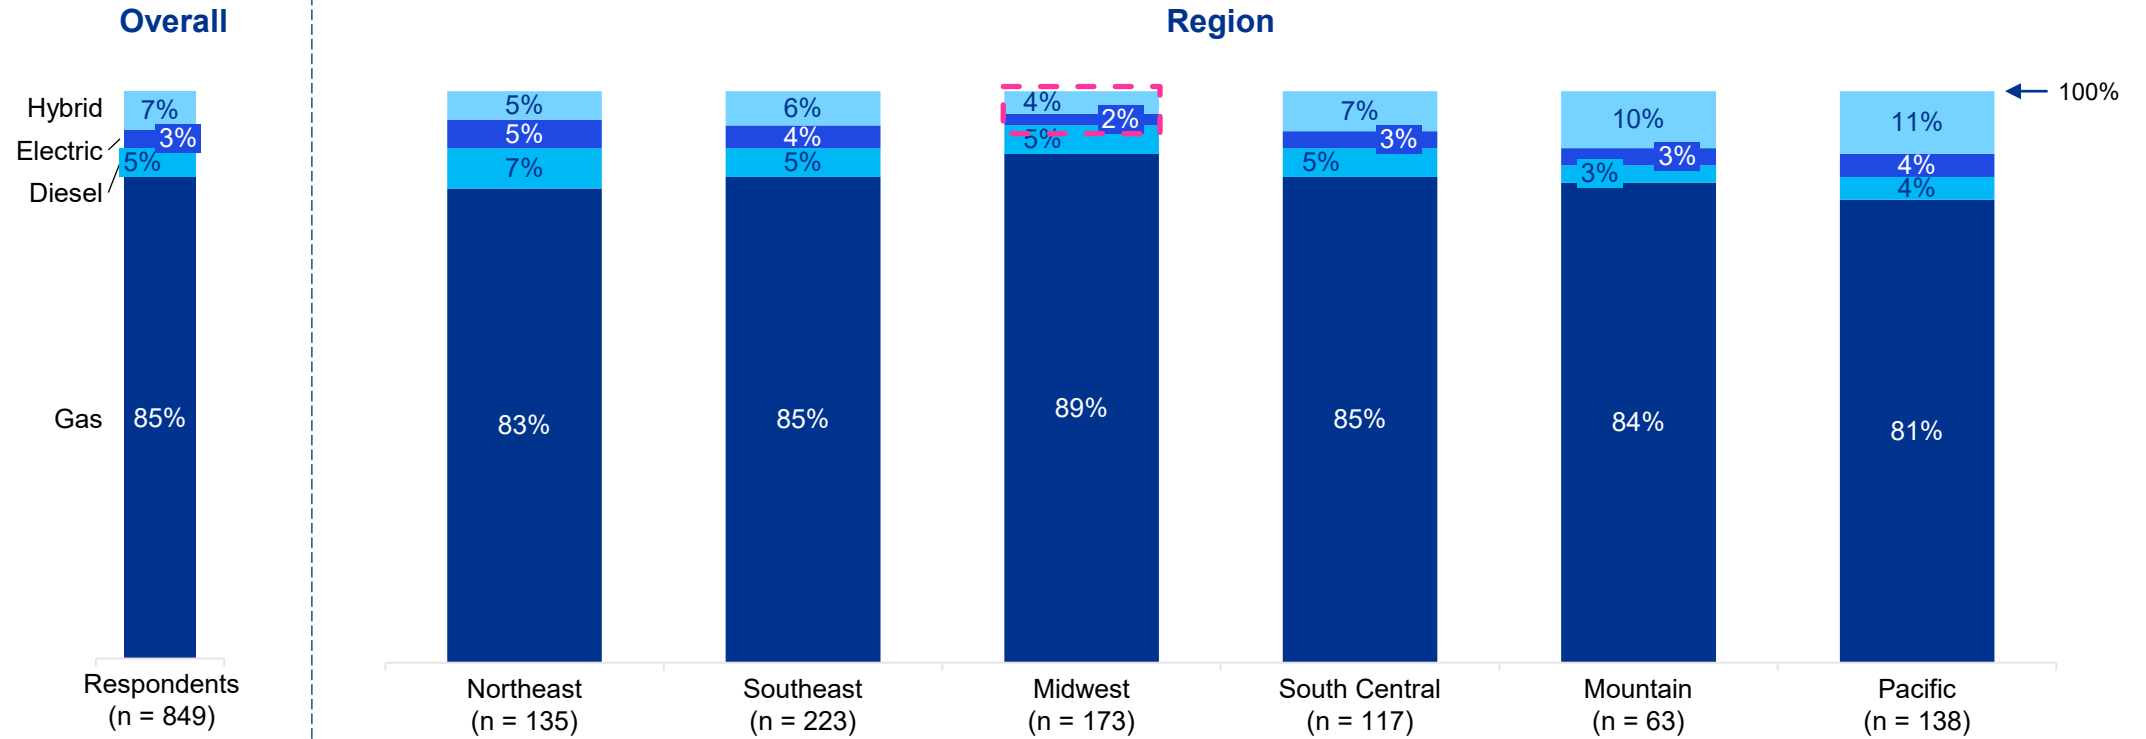 Overall
Region
Hybrid
Electric
Diesel
Gas
7%
3%
5%
85%
5%
5%
7%
83%
6%
4%
5%
85%
4%
2%
5%
89%
7%
3%
5%
85%
10%
3%
3%
84%
11%
4%
4%
81%
100%
Respondents
(n = 849)
Northeast
(n = 135)
Southeast
(n = 223)
Midwest
(n = 173)
South Central
(n = 117)
Mountain
(n = 63)
Pacific
(n = 138)